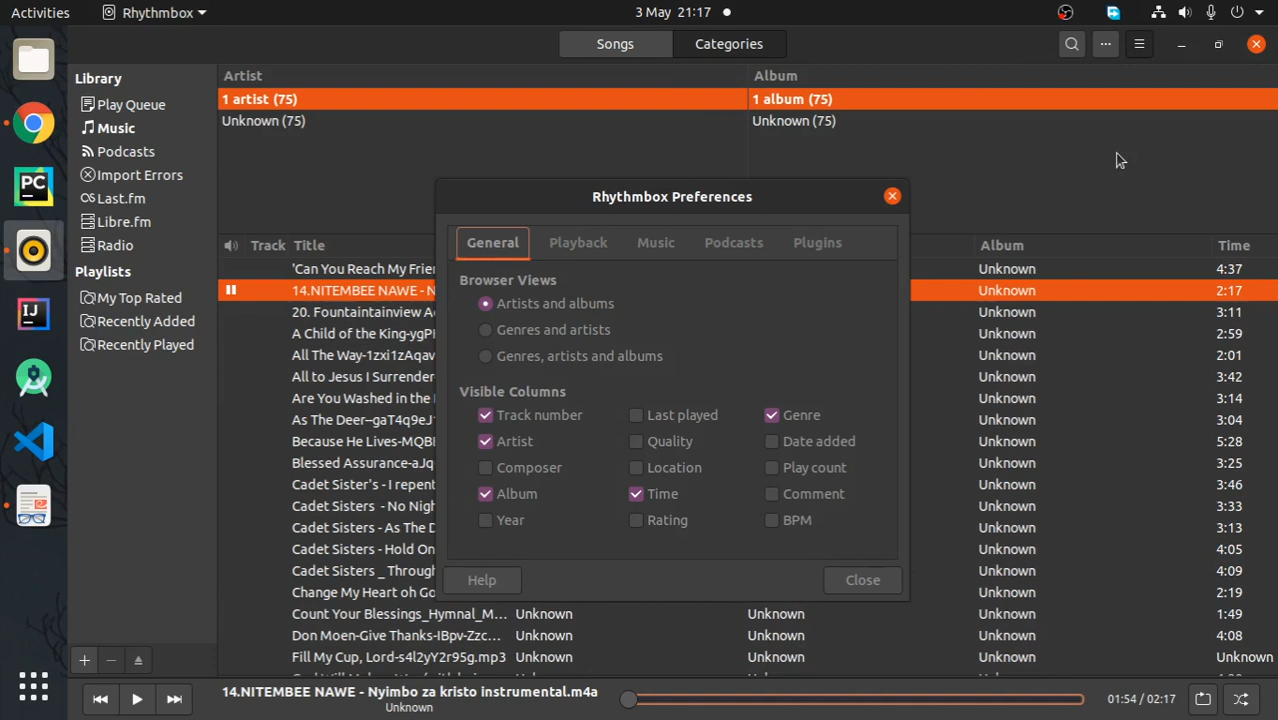 Activities
Rhythmbox
3 May 21:17
Songs
Categories
Library
Play Queue
Music
Podcasts
Import Errors
Last.fm
Libre.fm
Radio
Playlists
My Top Rated
Recently Added
Recently Played
Artist
Album
1 artist (75)
1 album (75)
Unknown (75)
Unknown (75)
Track
Title
Album
Time
'Can You Reach My Frie
Unknown
4:37
14.NITEMBEE NAWE - N
Unknown
2:17
20. Fountaintainview A
Unknown
3:11
A Child of the King-ygP
Unknown
2:59
All The Way-1zxi1zAqav
Unknown
2:01
All to Jesus I Surrender
Unknown
3:42
Are You Washed in the
Unknown
3:14
As The Deer–gaT4q9eJ
Unknown
3:04
Because He Lives-MQB
Unknown
5:28
Blessed Assurance-aJq
Unknown
3:25
Cadet Sister's - I repent
Unknown
3:46
Cadet Sisters - No Nigh
Unknown
3:33
Cadet Sisters - As The D
Unknown
3:13
Cadet Sisters - Hold On
Unknown
4:05
Cadet Sisters _ Throug
Unknown
4:09
Change My Heart oh Go
Unknown
2:19
Count Your Blessings_Hymnal_M...
Unknown
Unknown
1:49
Don Moen-Give Thanks-IBpv-Zzc...
Unknown
Unknown
4:08
Fill My Cup, Lord-s4l2yY2r95g.mp3
Unknown
Unknown
Unknown
Rhythmbox Preferences
General
Playback
Music
Podcasts
Plugins
Browser Views
Artists and albums
Genres and artists
Genres, artists and albums
Visible Columns
Track number
Last played
Genre
Artist
Quality
Date added
Composer
Location
Play count
Album
Time
Comment
Year
Rating
BPM
Help
Close
PC
IJ
14.NITEMBEE NAWE - Nyimbo za kristo instrumental.m4a
Unknown
01:54 / 02:17